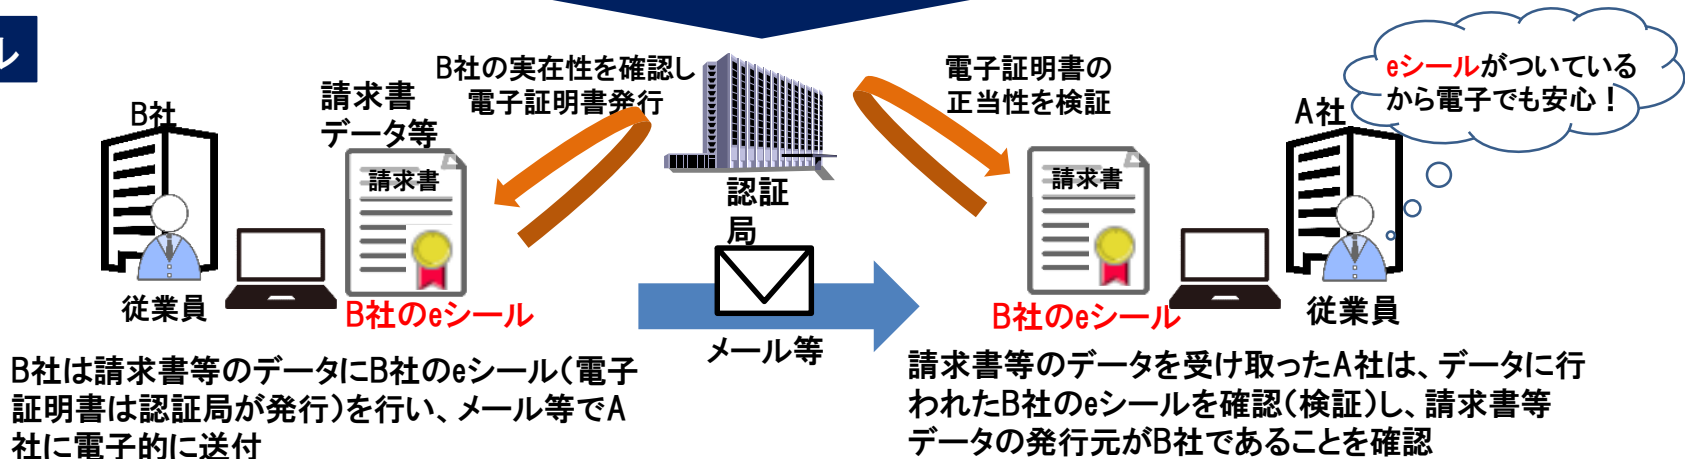 ル
B社の実在性を確認し
電子証明書発行
電子証明書の
正当性を検証
eシールがついている
から電子でも安心！
B社
請求書
データ等
請求書
認証
局
請求書
A社
従業員
B社のeシール
メール等
B社のeシール
従業員
B社は請求書等のデータにB社のeシール（電子
証明書は認証局が発行）を行い、メール等でA
社に電子的に送付
請求書等のデータを受け取ったA社は、データに行
われたB社のeシールを確認（検証）し、請求書等
データの発行元がB社であることを確認